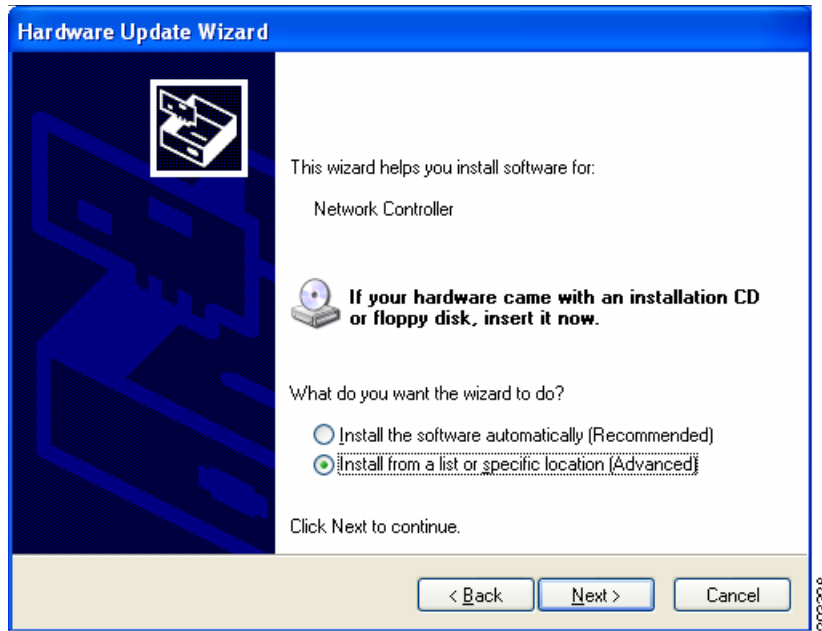 Hardware Update Wizard
This wizard helps you install software for:
Network Controller
If your hardware came with an installation CD
or floppy disk, insert it now.
What do you want the wizard to do?
Install the software automatically (Recommended)
Install from a list or specific location (Advanced)
Click Next to continue.
< Back
Next >
Cancel